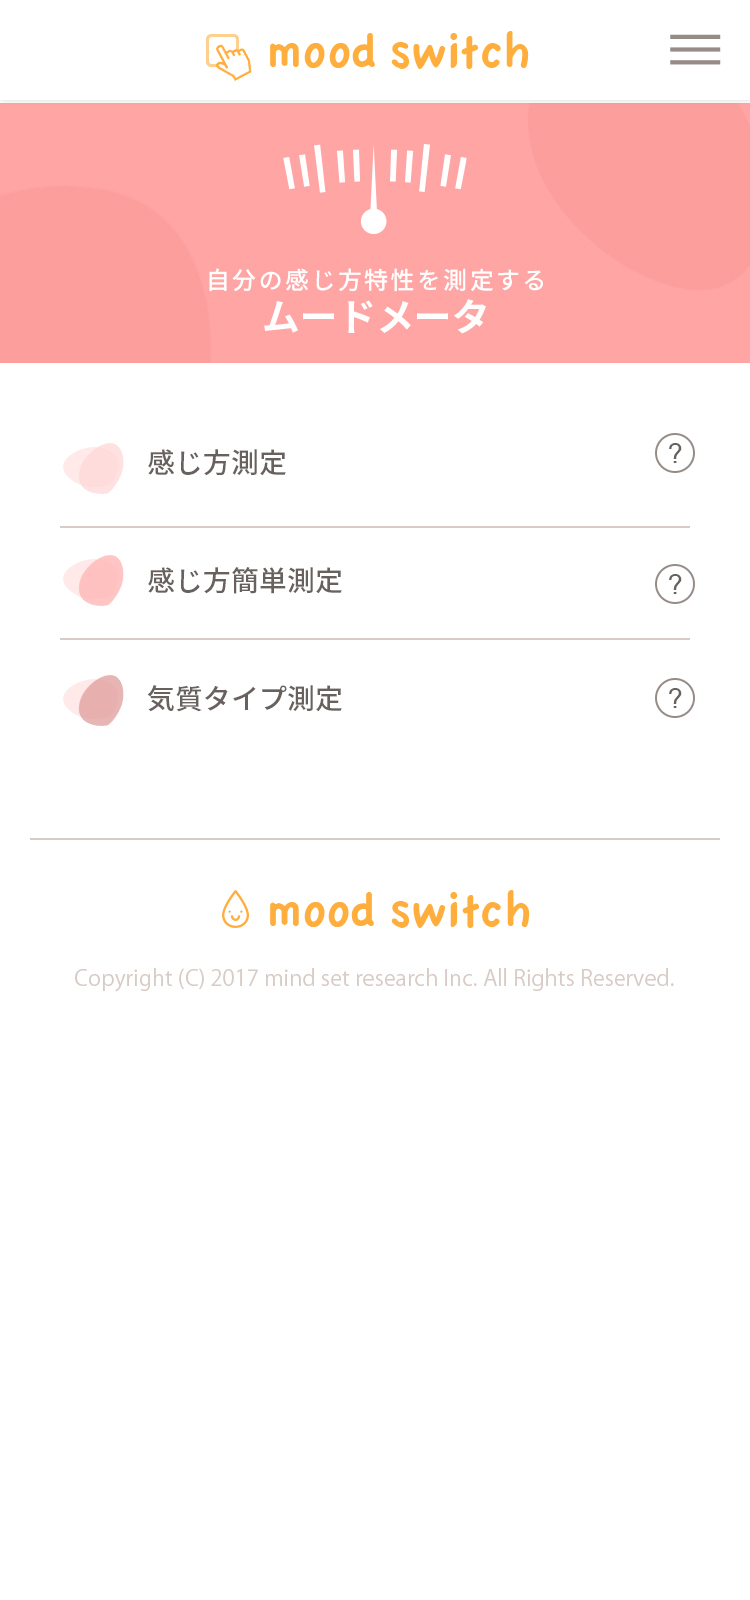 mood switch
自分の感じ方特性を測定する
ムードメータ
感じ方測定
?
感じ方簡単測定
?
気質タイプ測定
?
mood switch
Copyright (C) 2017 mind set research Inc. All Rights Reserved.